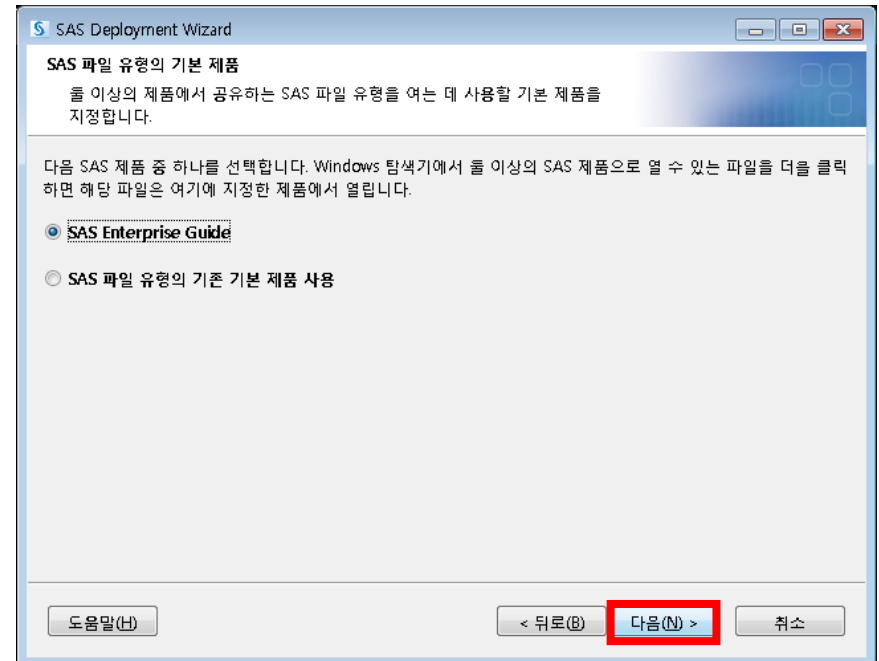 SAS Deployment Wizard
SAS 파일 유형의 기본 제품
둘 이상의 제품에서 공유하는 SAS 파일 유형을 여는 데 사용할 기본 제품을
지정합니다.
다음 SAS 제품 중 하나를 선택합니다. Windows 탐색기에서 둘 이상의 SAS 제품으로 열 수 있는 파일을 더을 클릭
하면 해당 파일은 여기에 지정한 제품에서 열립니다.
SAS Enterprise Guide
SAS 파일 유형의 기존 기본 제품 사용
도움말(H)
< 뒤로(B)
다음(N) >
취소